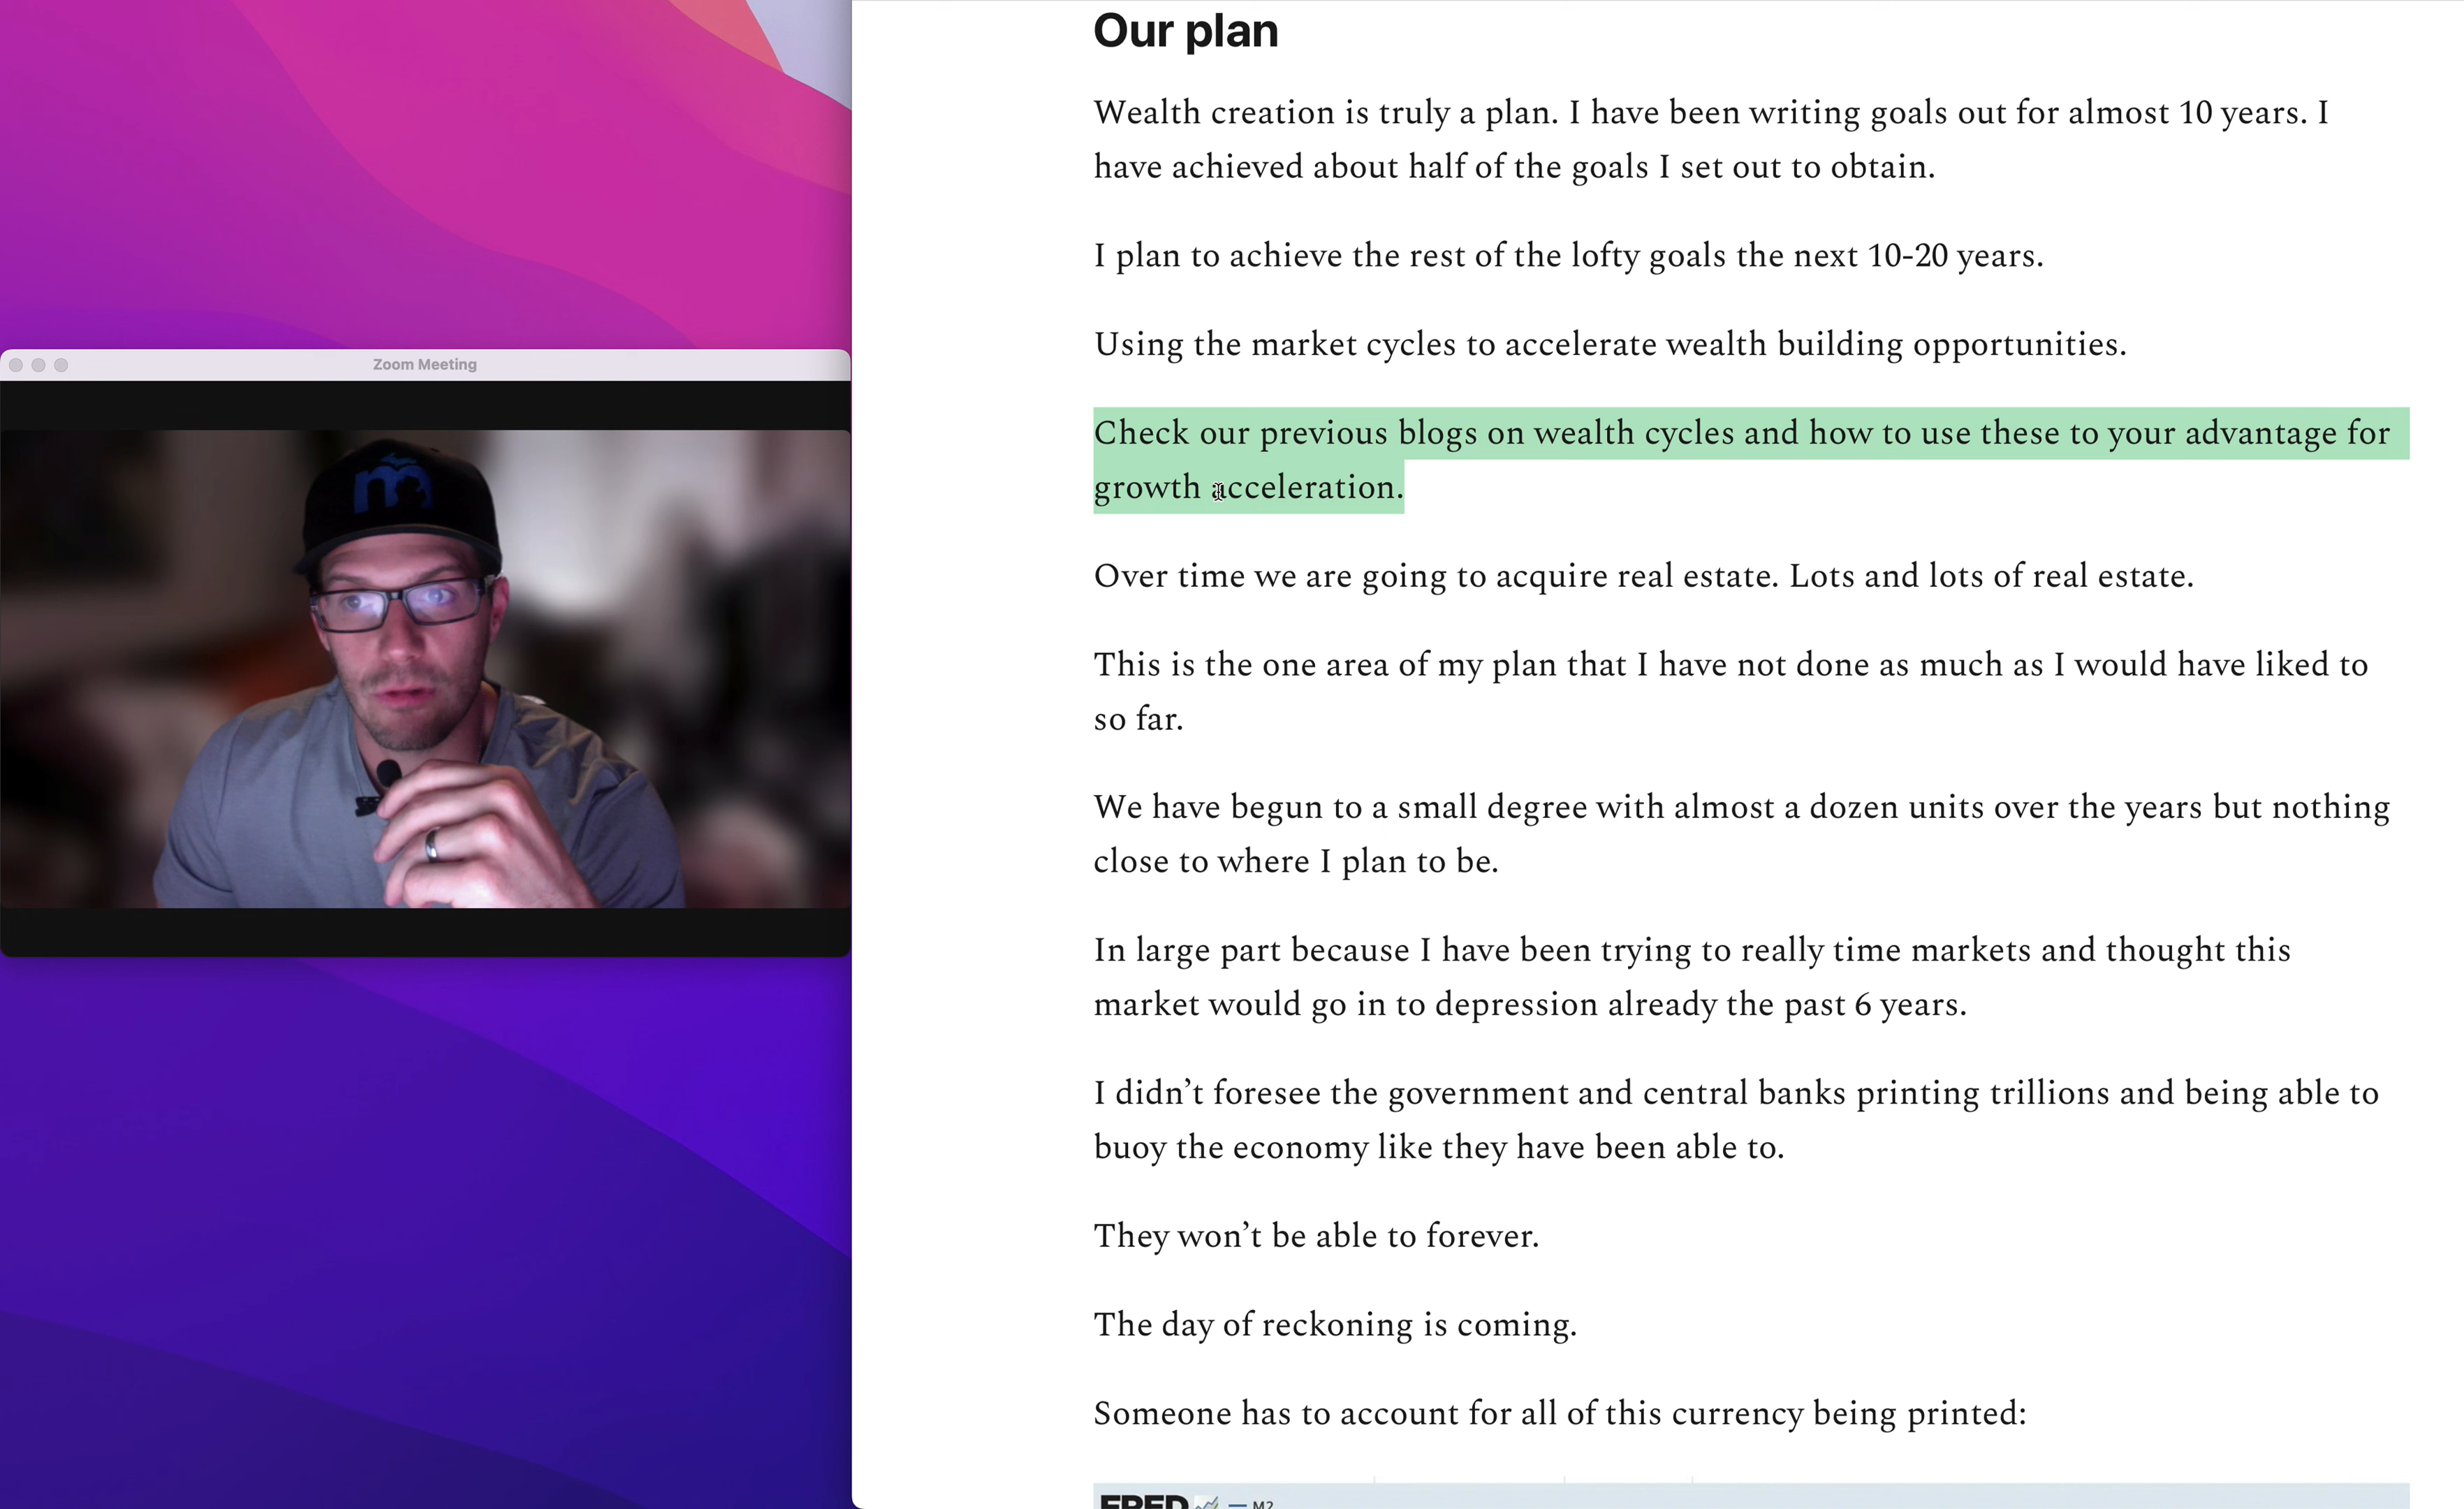 Zoom Meeting
m
Our plan
Wealth creation is truly a plan. I have been writing goals out for almost 10 years. I
have achieved about half of the goals I set out to obtain.
I plan to achieve the rest of the lofty goals the next 10-20 years.
Using the market cycles to accelerate wealth building opportunities.
Check our previous blogs on wealth cycles and how to use these to your advantage for
growth acceleration.
Over time we are going to acquire real estate. Lots and lots of real estate.
This is the one area of my plan that I have not done as much as I would have liked to
so far.
We have begun to a small degree with almost a dozen units over the years but nothing
close to where I plan to be.
In large part because I have been trying to really time markets and thought this
market would go in to depression already the past 6 years.
I didn’t foresee the government and central banks printing trillions and being able to
buoy the economy like they have been able to.
They won’t be able to forever.
The day of reckoning is coming.
Someone has to account for all of this currency being printed:
FRED — M2